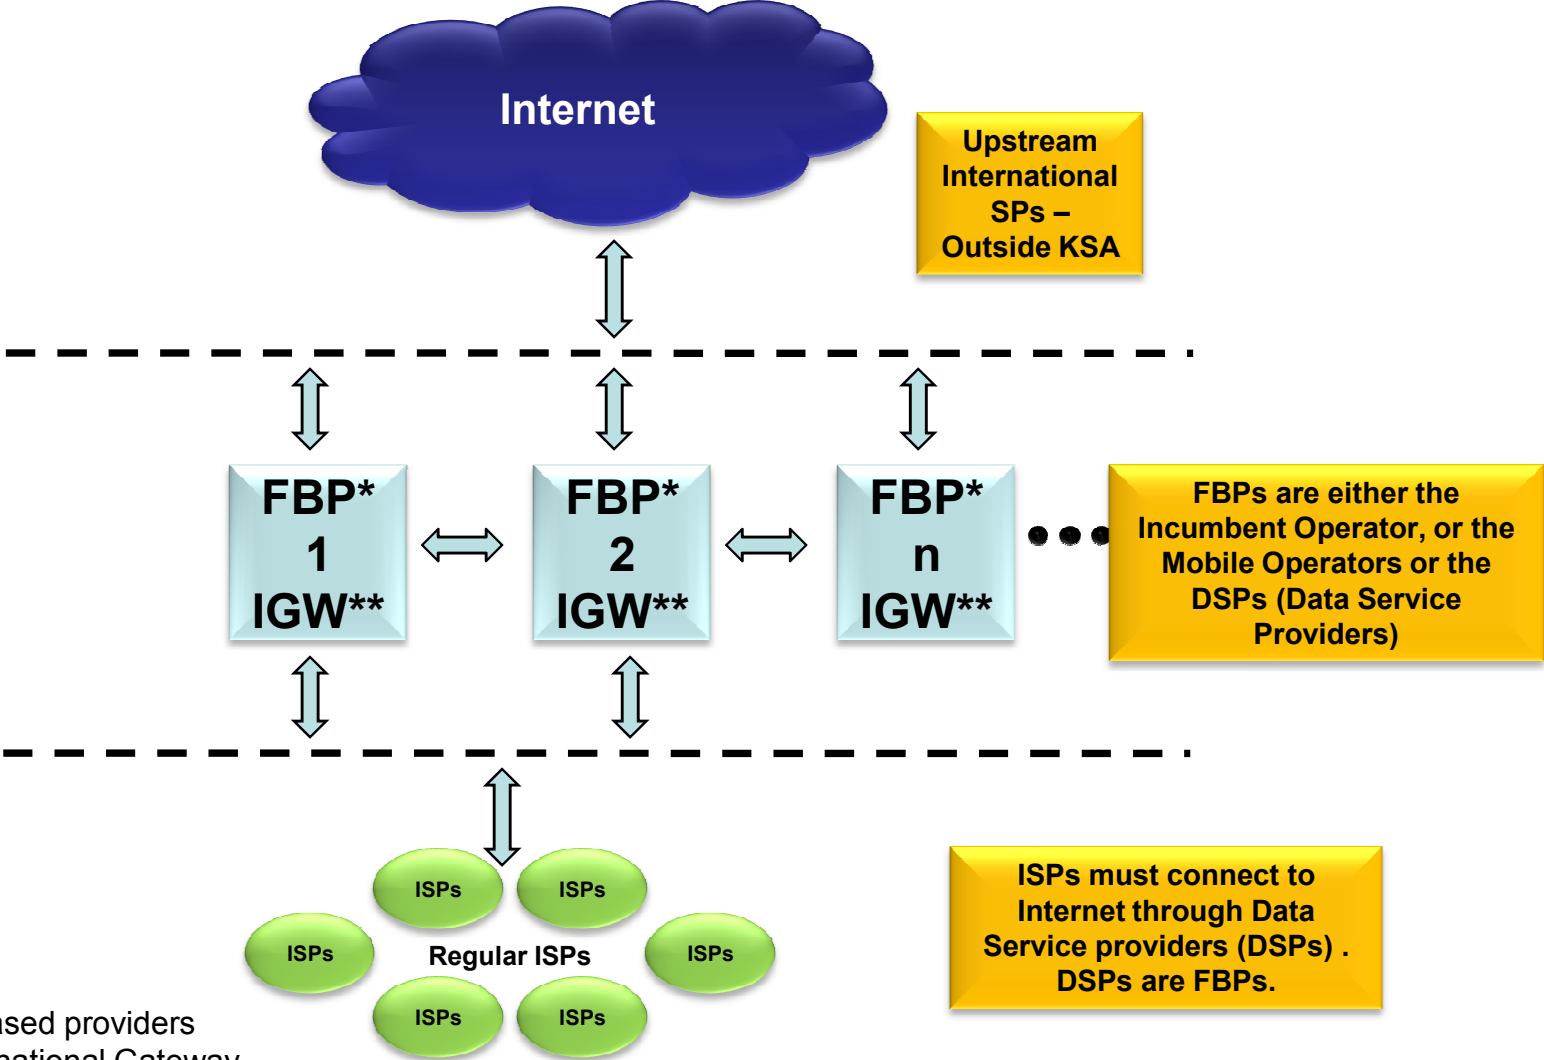 Internet
Upstream
International
SPs –
Outside KSA
FBP*
1
IGW**
FBP*
2
IGW**
FBP*
n
IGW**
FBPs are either the
Incumbent Operator, or the
Mobile Operators or the
DSPs (Data Service
Providers)
ISPs
ISPs
ISPs
Regular ISPs
ISPs
ISPs
ISPs
ISPs must connect to
Internet through Data
Service providers (DSPs) .
DSPs are FBPs.
providers
Gateway